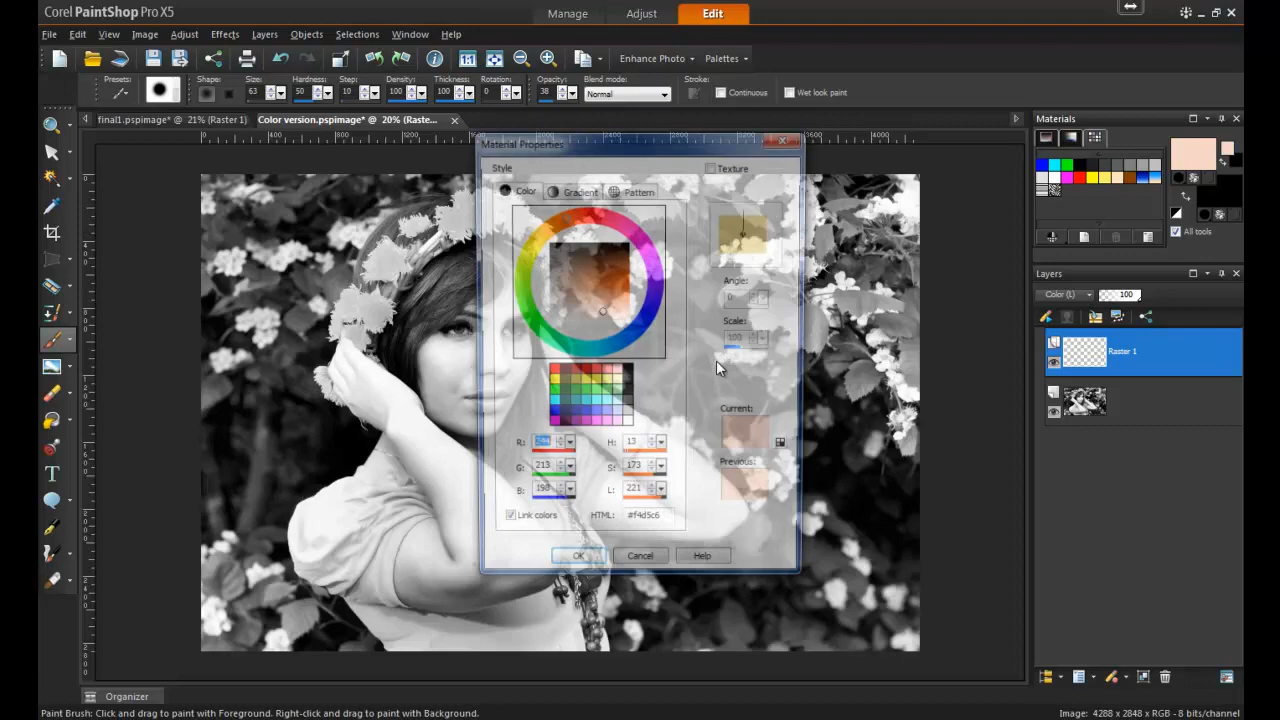 Corel PaintShop Pro X5
Manage Adjust Edit
File Edit View Image Adjust Effects Layers Objects Selections Window Help
Enhance Photo Palettes
Presets: Shape: Size: Hardness: Step: Density: Thickness: Rotation: Opacity: Blend mode: Stroke:
63 50 10 100 100 0 38 Normal Continuous Wet look paint
final1.pspimage* @ 21% (Raster 1) Color version.pspimage* @ 20% (Raste...
Materials
Material Properties
Style Texture
Color Gradient Pattern
Angle:
0
Scale:
100
All tools
Layers
Color (L) 100
Raster 1
Current:
Previous:
R: 244 H: 13
G: 213 S: 173
B: 198 L: 221
Link colors HTML: #f4d5c6
OK Cancel Help
Organizer
Paint Brush: Click and drag to paint with Foreground. Right-click and drag to paint with Background.
Image: 4288 x 2848 x RGB - 8 bits/channel